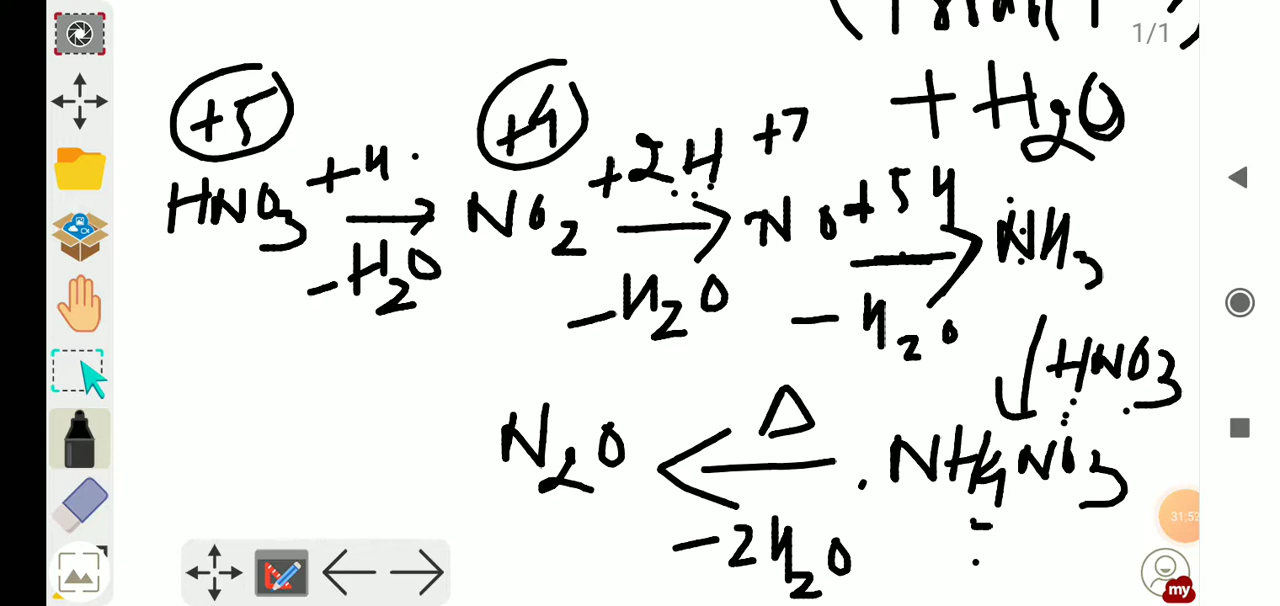 1/1
+5 +4 + H2O
HNO3 +H → -H2O NO2 +2H → -H2O NO +5H → -H2O NH3
+7
↓ HNO3
N2O ← Δ -2H2O NH4NO3
31:52
my